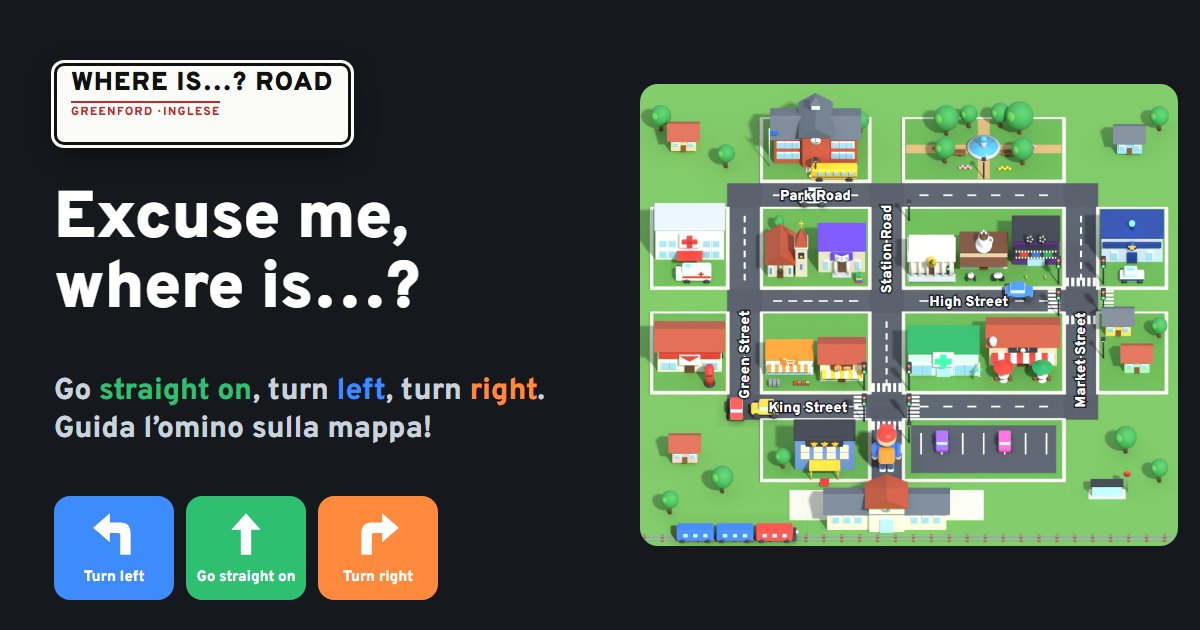 WHERE IS...? ROAD
GREENFORD · INGLESE
Excuse me,
where is...?
Go straight on, turn left, turn right.
Guida l’omino sulla mappa!
Turn left
Go straight on
Turn right
Park Road
Station Road
High Street
Green Street
Market Street
King Street